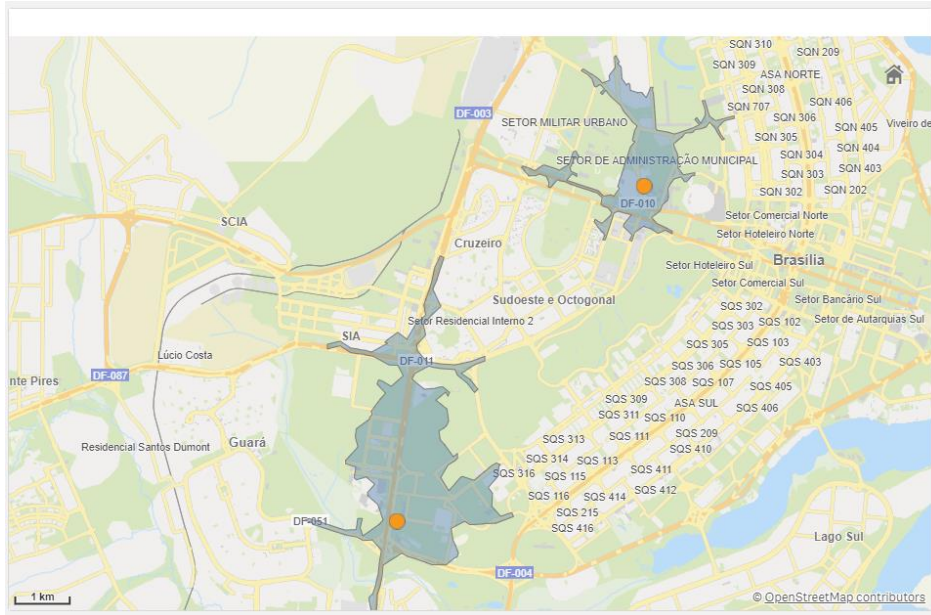 SQN 310
SQN 209
SQN 309
ASA NORTE
SQN 308
SQN 707
SQN 406
SQN 306
SQN 405
Viveiro de
DF-003
SETOR MILITAR URBANO
SQN 305
SQN 404
SQN 304
SETOR DE ADMINISTRAÇÃO MUNICIPAL
SQN 403
SQN 303
SQN 302
SQN 202
DF-010
SCIA
Setor Comercial Norte
Setor Hoteleiro Norte
Cruzeiro
Brasília
Setor Hoteleiro Sul
Setor Comercial Sul
Sudoeste e Octogonal
Setor Bancário Sul
SQS 302
Setor Residencial Interno 2
SQS 303
SQS 102
Setor de Autarquias Sul
SIA
SQS 305
SQS 103
Lúcio Costa
DF-011
SQS 306
SQS 105
SQS 403
DF-087
nte Pires
SQS 308
SQS 107
SQS 405
SQS 309
ASA SUL
SQS 406
SQS 311
SQS 110
Guará
Residencial Santos Dumont
SQS 313
SQS 111
SQS 209
SQS 410
SQS 314
SQS 113
SQS 316
SQS 115
SQS 411
SQS 116
SQS 414
SQS 412
SQS 215
DF-051
SQS 416
Lago Sul
DF-004
1 km
© OpenStreetMap contributors